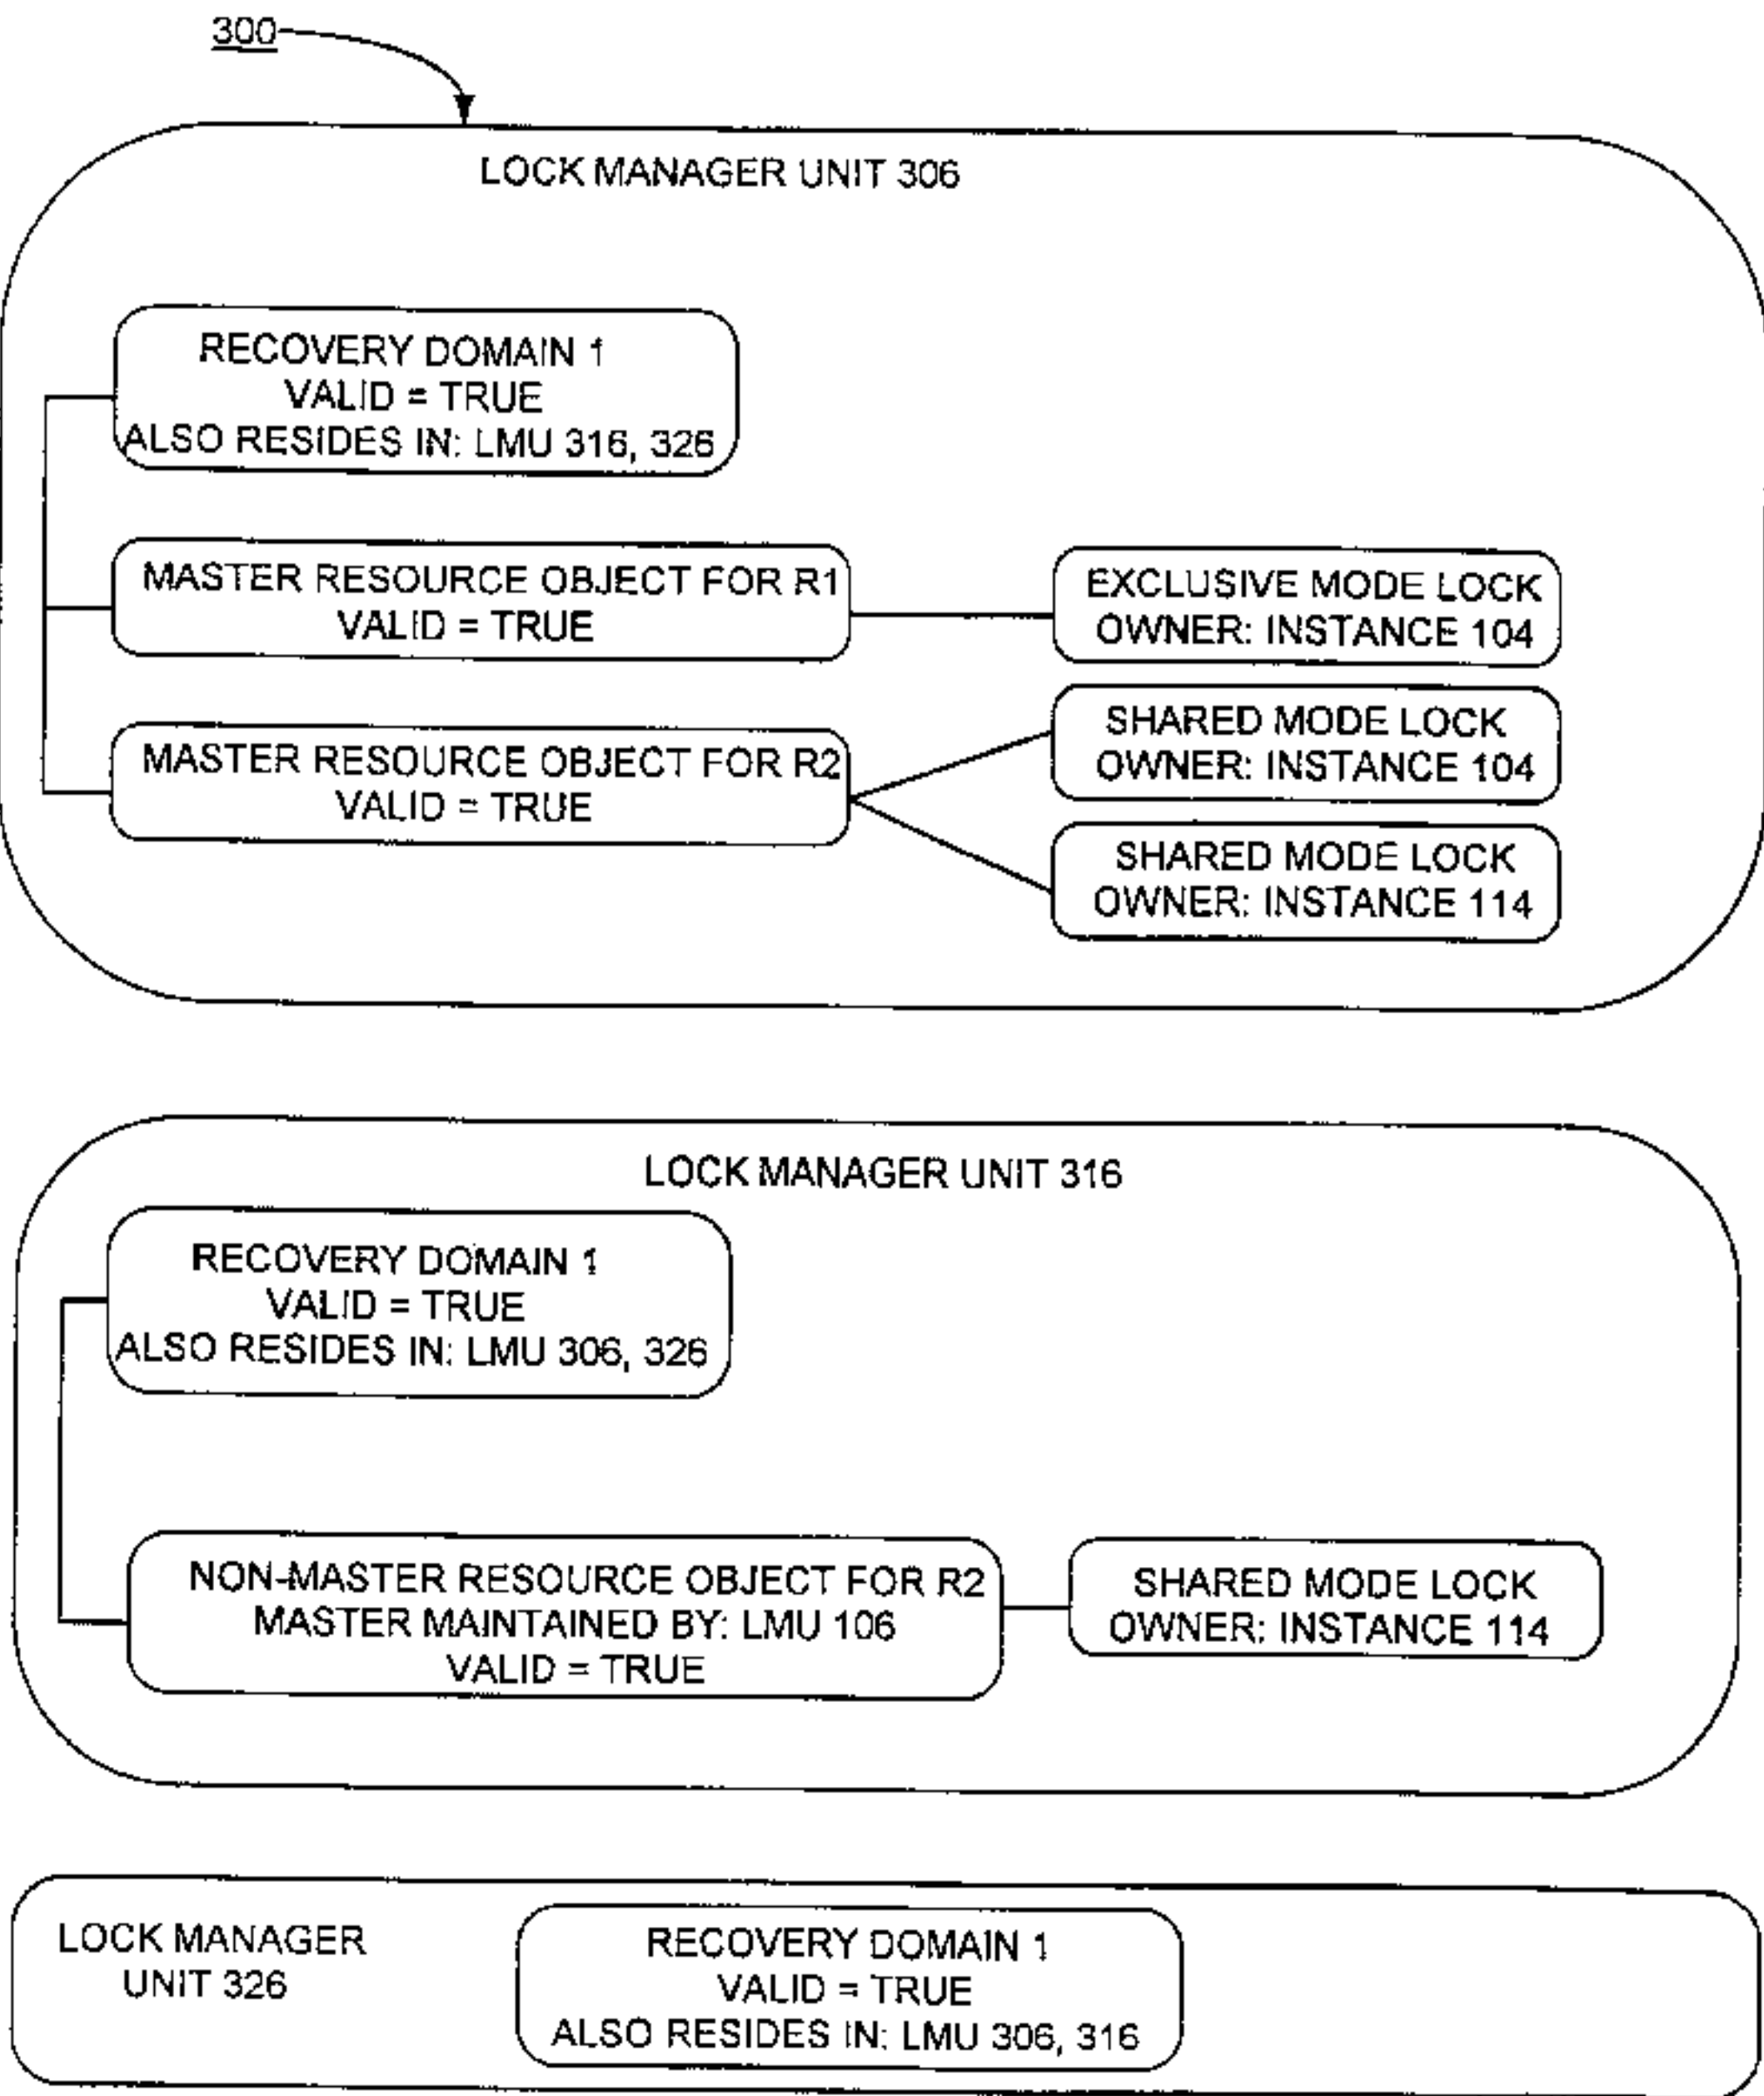 300
LOCK MANAGER UNIT 306
RECOVERY DOMAIN 1
VALID = TRUE
ALSO RESIDES IN: LMU 316, 326
MASTER RESOURCE OBJECT FOR R1
VALID = TRUE
EXCLUSIVE MODE LOCK
OWNER: INSTANCE 104
MASTER RESOURCE OBJECT FOR R2
VALID = TRUE
SHARED MODE LOCK
OWNER: INSTANCE 104
SHARED MODE LOCK
OWNER: INSTANCE 114
LOCK MANAGER UNIT 316
RECOVERY DOMAIN 1
VALID = TRUE
ALSO RESIDES IN: LMU 306, 326
NON-MASTER RESOURCE OBJECT FOR R2
MASTER MAINTAINED BY: LMU 106
VALID = TRUE
SHARED MODE LOCK
OWNER: INSTANCE 114
LOCK MANAGER
UNIT 326
RECOVERY DOMAIN 1
VALID = TRUE
ALSO RESIDES IN: LMU 306, 316